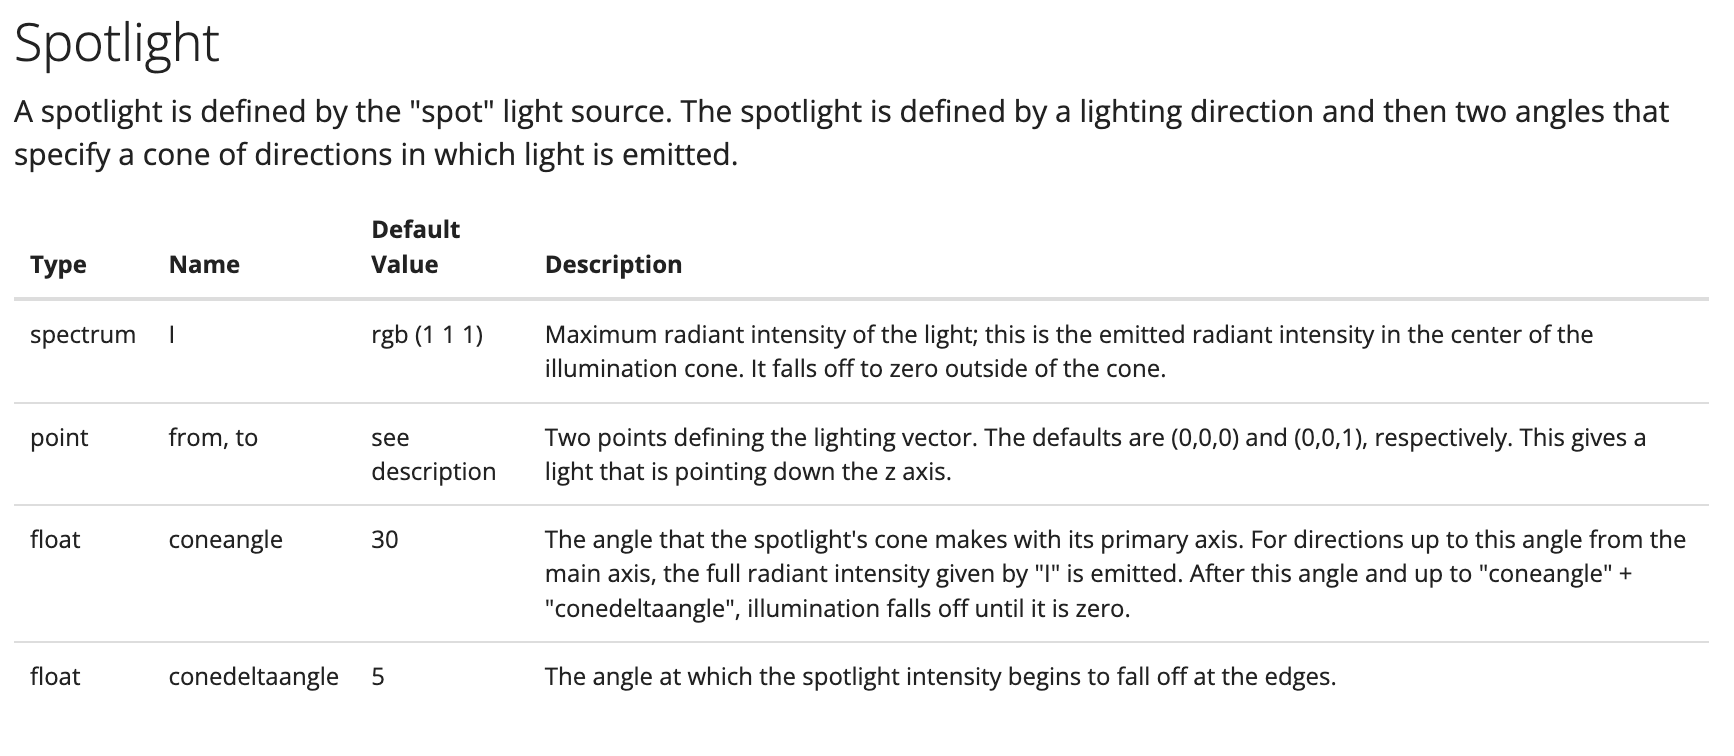 Spotlight
A spotlight is defined by the "spot" light source. The spotlight is defined by a lighting direction and then two angles that
specify a cone of directions in which light is emitted.
Type Name Default Value Description
spectrum I rgb (1 1 1) Maximum radiant intensity of the light; this is the emitted radiant intensity in the center of the
illumination cone. It falls off to zero outside of the cone.
point from, to see description Two points defining the lighting vector. The defaults are (0,0,0) and (0,0,1), respectively. This gives a
light that is pointing down the z axis.
float coneangle 30 The angle that the spotlight's cone makes with its primary axis. For directions up to this angle from the
main axis, the full radiant intensity given by "I" is emitted. After this angle and up to "coneangle" +
"conedeltaangle", illumination falls off until it is zero.
float conedeltaangle 5 The angle at which the spotlight intensity begins to fall off at the edges.